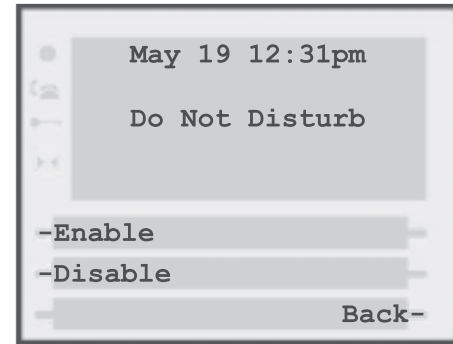 May 19 12:31pm
Do Not Disturb
-Enable
-Disable
Back-